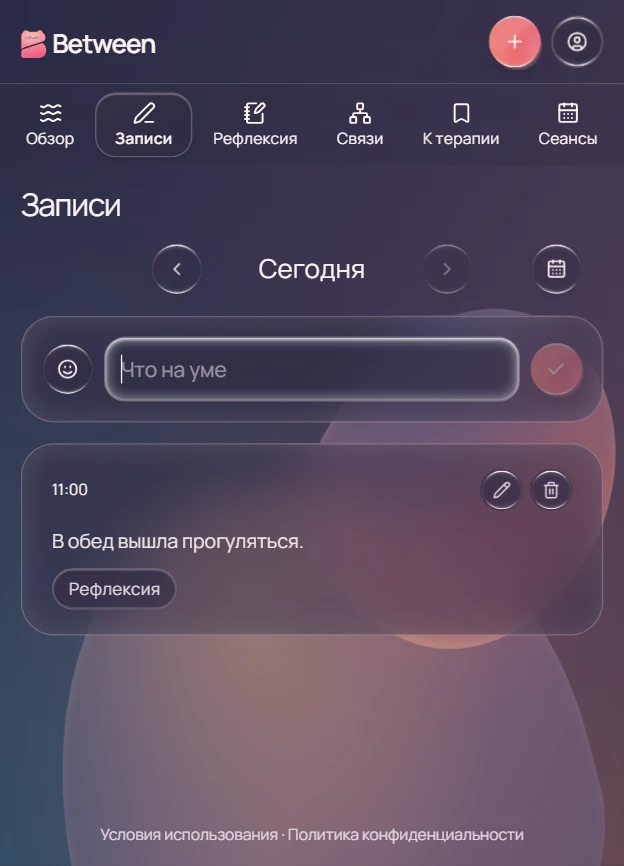 Between
Обзор
Записи
Рефлексия
Связи
К терапии
Сеансы
Записи
Сегодня
Что на уме
11:00
В обед вышла прогуляться.
Рефлексия
Условия использования · Политика конфиденциальности